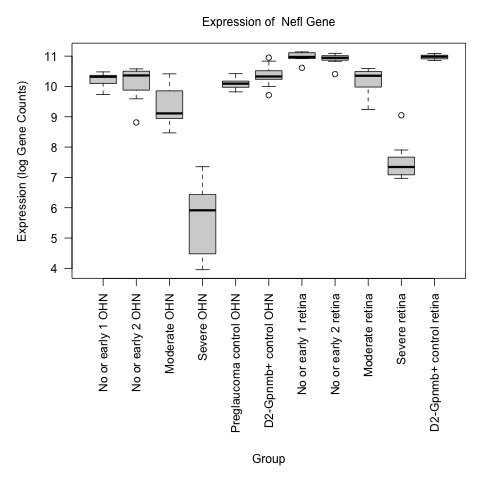 Expression of  Nefl Gene
Expression (log Gene Counts)
11
10
9
8
7
6
5
4
No or early 1 OHN
No or early 2 OHN
Moderate OHN
Severe OHN
Preglaucoma control OHN
D2-Gpnmb+ control OHN
No or early 1 retina
No or early 2 retina
Moderate retina
Severe retina
D2-Gpnmb+ control retina
Group